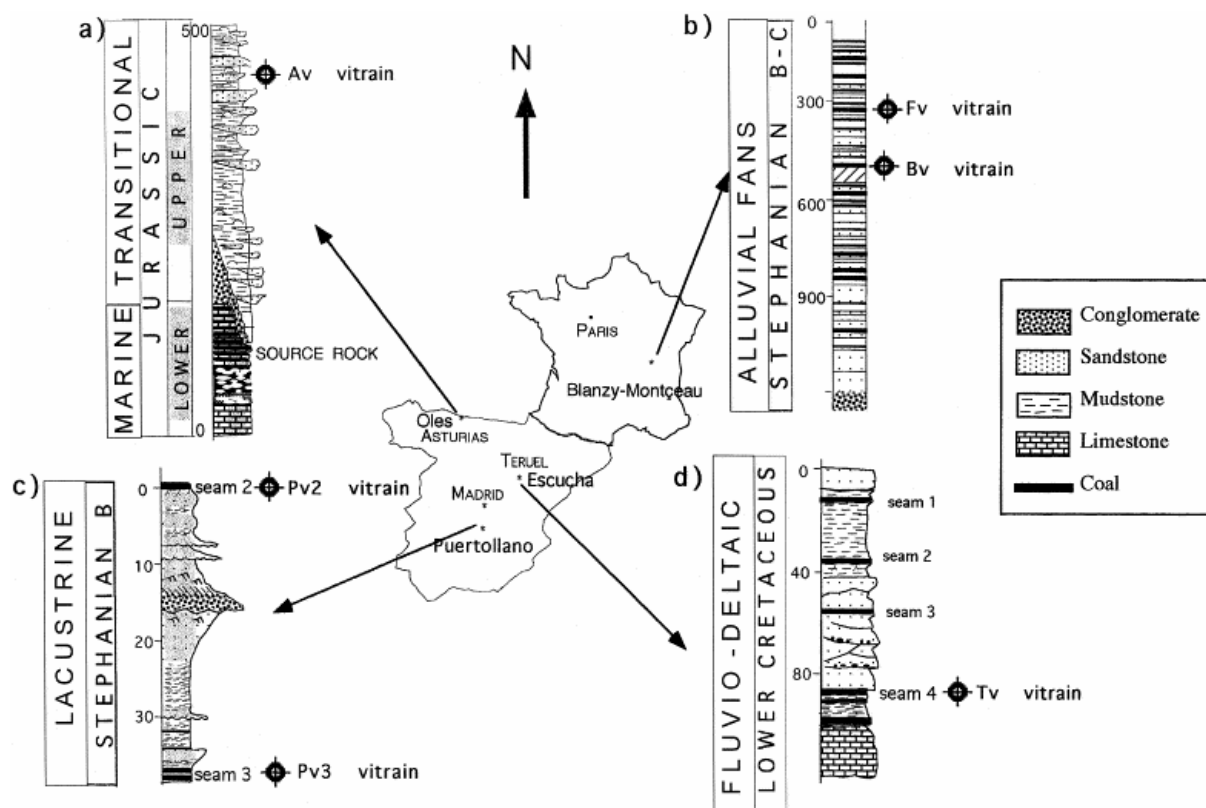 a)
500
MARINE TRANSITIONAL
JURASSIC
LOWER
UPPER
Av vitrain
SOURCE ROCK
0
N
b)
ALLUVIAL FANS
STEPHANIAN B-C
0
300
600
900
Fv vitrain
Bv vitrain
PARIS
Blanzy-Montçeau
Oles
ASTURIAS
TERUEL
Escucha
MADRID
Puertollano
Conglomerate
Sandstone
Mudstone
Limestone
Coal
c)
LACUSTRINE
STEPHANIAN B
0
10
20
30
seam 2
Pv2 vitrain
seam 3
Pv3 vitrain
d)
FLUVIO-DELTAIC
LOWER CRETACEOUS
0
40
80
seam 1
seam 2
seam 3
seam 4
Tv vitrain